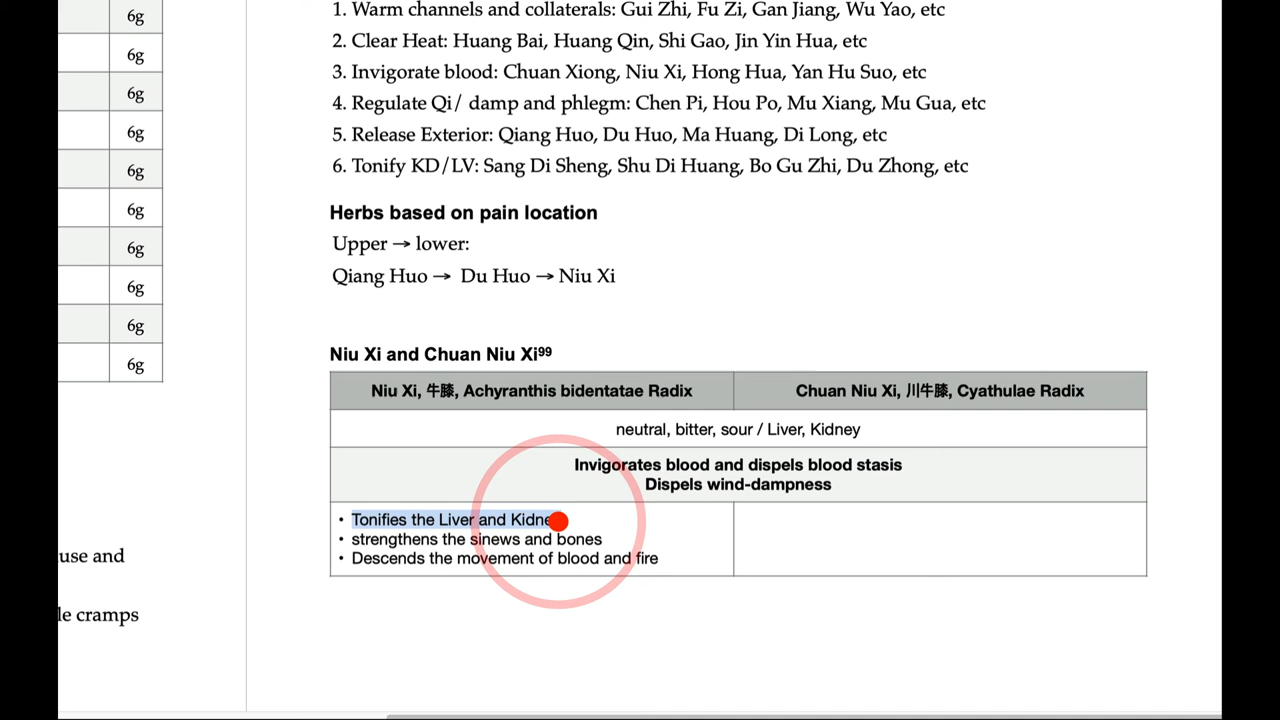 6g
6g
6g
6g
6g
6g
6g
6g
6g
6g
use and
le cramps
1. Warm channels and collaterals: Gui Zhi, Fu Zi, Gan Jiang, Wu Yao, etc
2. Clear Heat: Huang Bai, Huang Qin, Shi Gao, Jin Yin Hua, etc
3. Invigorate blood: Chuan Xiong, Niu Xi, Hong Hua, Yan Hu Suo, etc
4. Regulate Qi/ damp and phlegm: Chen Pi, Hou Po, Mu Xiang, Mu Gua, etc
5. Release Exterior: Qiang Huo, Du Huo, Ma Huang, Di Long, etc
6. Tonify KD/LV: Sang Di Sheng, Shu Di Huang, Bo Gu Zhi, Du Zhong, etc
Herbs based on pain location
Upper → lower:
Qiang Huo → Du Huo → Niu Xi
Niu Xi and Chuan Niu Xi99
Niu Xi, 牛膝, Achyranthis bidentatae Radix
Chuan Niu Xi, 川牛膝, Cyathulae Radix
neutral, bitter, sour / Liver, Kidney
Invigorates blood and dispels blood stasis
Dispels wind-dampness
• Tonifies the Liver and Kidne
• strengthens the sinews and bones
• Descends the movement of blood and fire